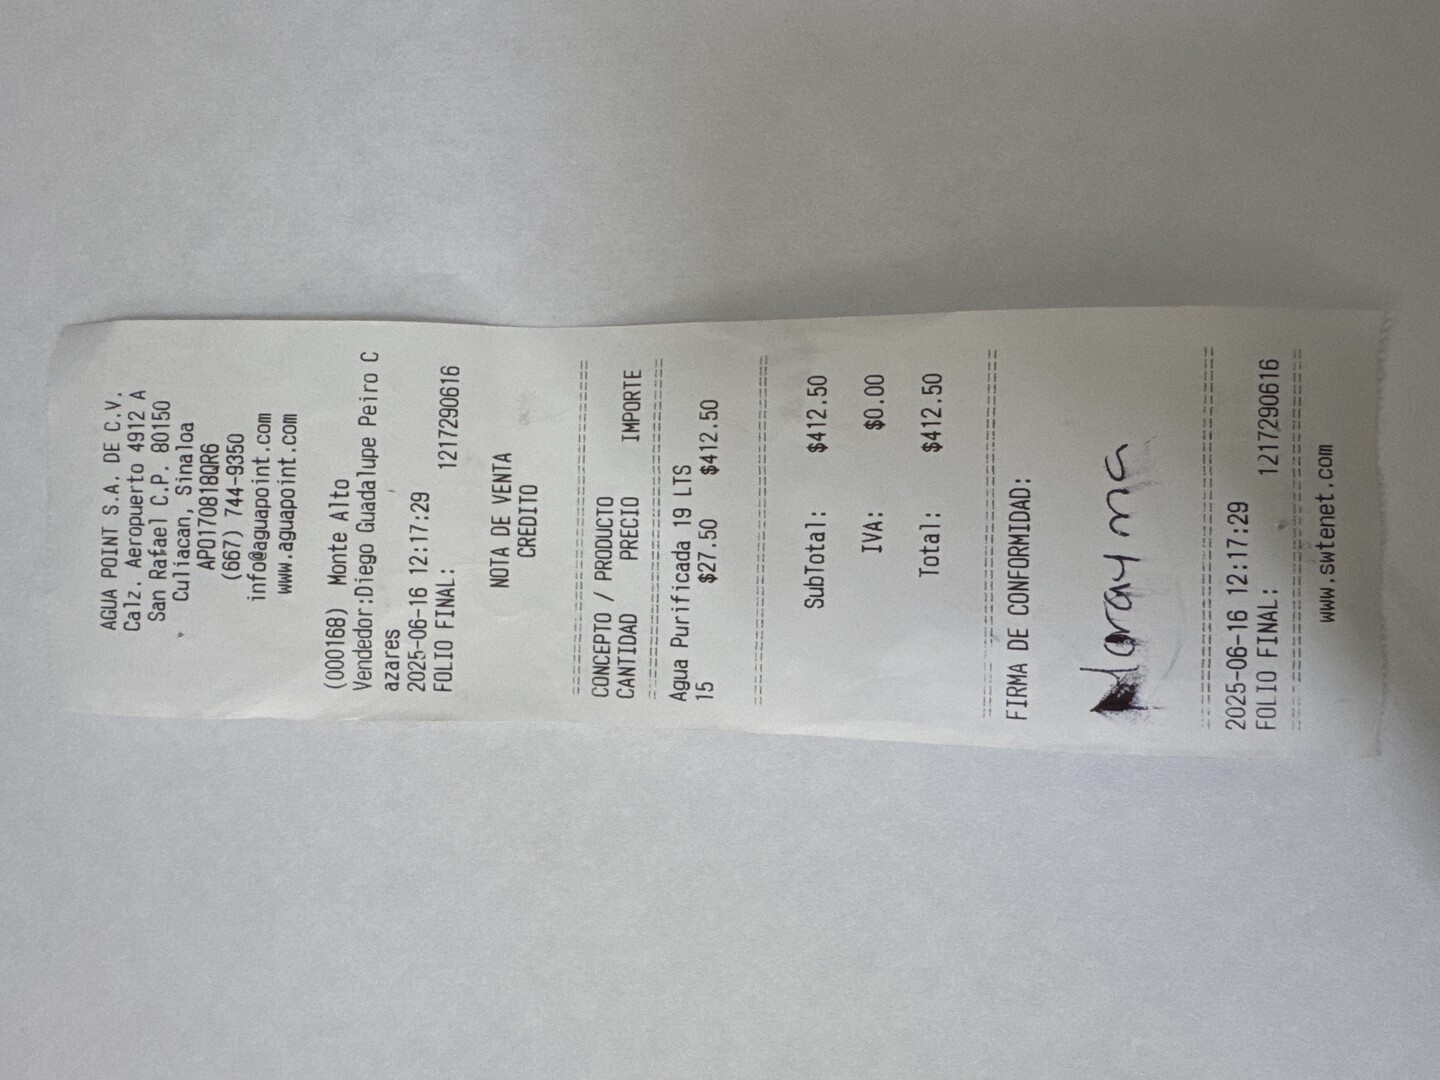 AGUA POINT S.A. DE C.V.
Calz. Aeropuerto 4912 A
San Rafael C.P. 80150
Culiacan, Sinaloa
APO170818QR6
(667) 744-9350
info@aguapoint.com
www.aguapoint.com
(000168) Monte Alto
Vendedor:Diego Guadalupe Peiro C
azares
2025-06-16 12:17:29
FOLIO FINAL: 1217290616
NOTA DE VENTA
CREDITO
CONCEPTO / PRODUCTO
CANTIDAD PRECIO IMPORTE
Agua Purificada 19 LTS
15 $27.50 $412.50
SubTotal: $412.50
IVA: $0.00
Total: $412.50
FIRMA DE CONFORMIDAD:
2025-06-16 12:17:29
FOLIO FINAL: 1217290616
www.swtenet.com